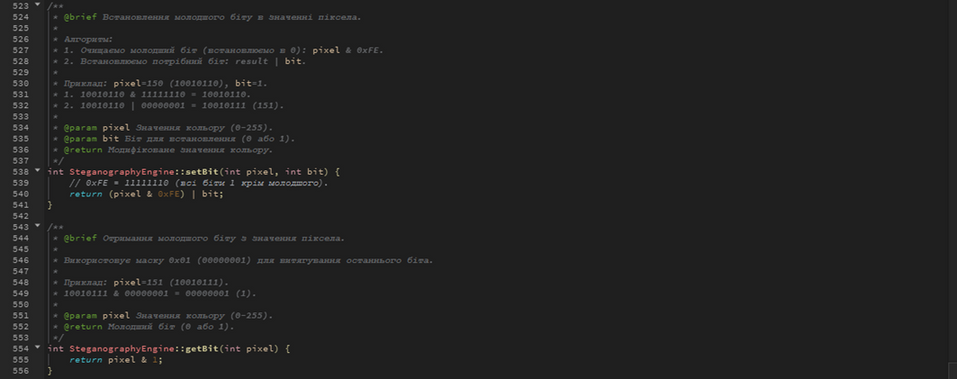 523 /**
524 * @brief Встановлення молодшого біту в значенні піксела.
525 *
526 * Алгоритм:
527 * 1. Очищаємо молодший біт (встановлюємо в 0): pixel & 0xFE.
528 * 2. Встановлюємо потрібний біт: result | bit.
529 *
530 * Приклад: pixel=150 (10010110), bit=1.
531 * 1. 10010110 & 11111110 = 10010110.
532 * 2. 10010110 | 00000001 = 10010111 (151).
533 *
534 * @param pixel Значення кольору (0-255).
535 * @param bit Біт для встановлення (0 або 1).
536 * @return Модифіковане значення кольору.
537 */
538 int SteganographyEngine::setBit(int pixel, int bit) {
539 // 0xFE = 11111110 (всі біти 1 крім молодшого).
540 return (pixel & 0xFE) | bit;
541 }
542
543 /**
544 * @brief Отримання молодшого біту з значення піксела.
545 *
546 * Використовує маску 0x01 (00000001) для витягування останнього біта.
547 *
548 * Приклад: pixel=151 (10010111).
549 * 10010111 & 00000001 = 00000001 (1).
550 *
551 * @param pixel Значення кольору (0-255).
552 * @return Молодший біт (0 або 1).
553 */
554 int SteganographyEngine::getBit(int pixel) {
555 return pixel & 1;
556 }